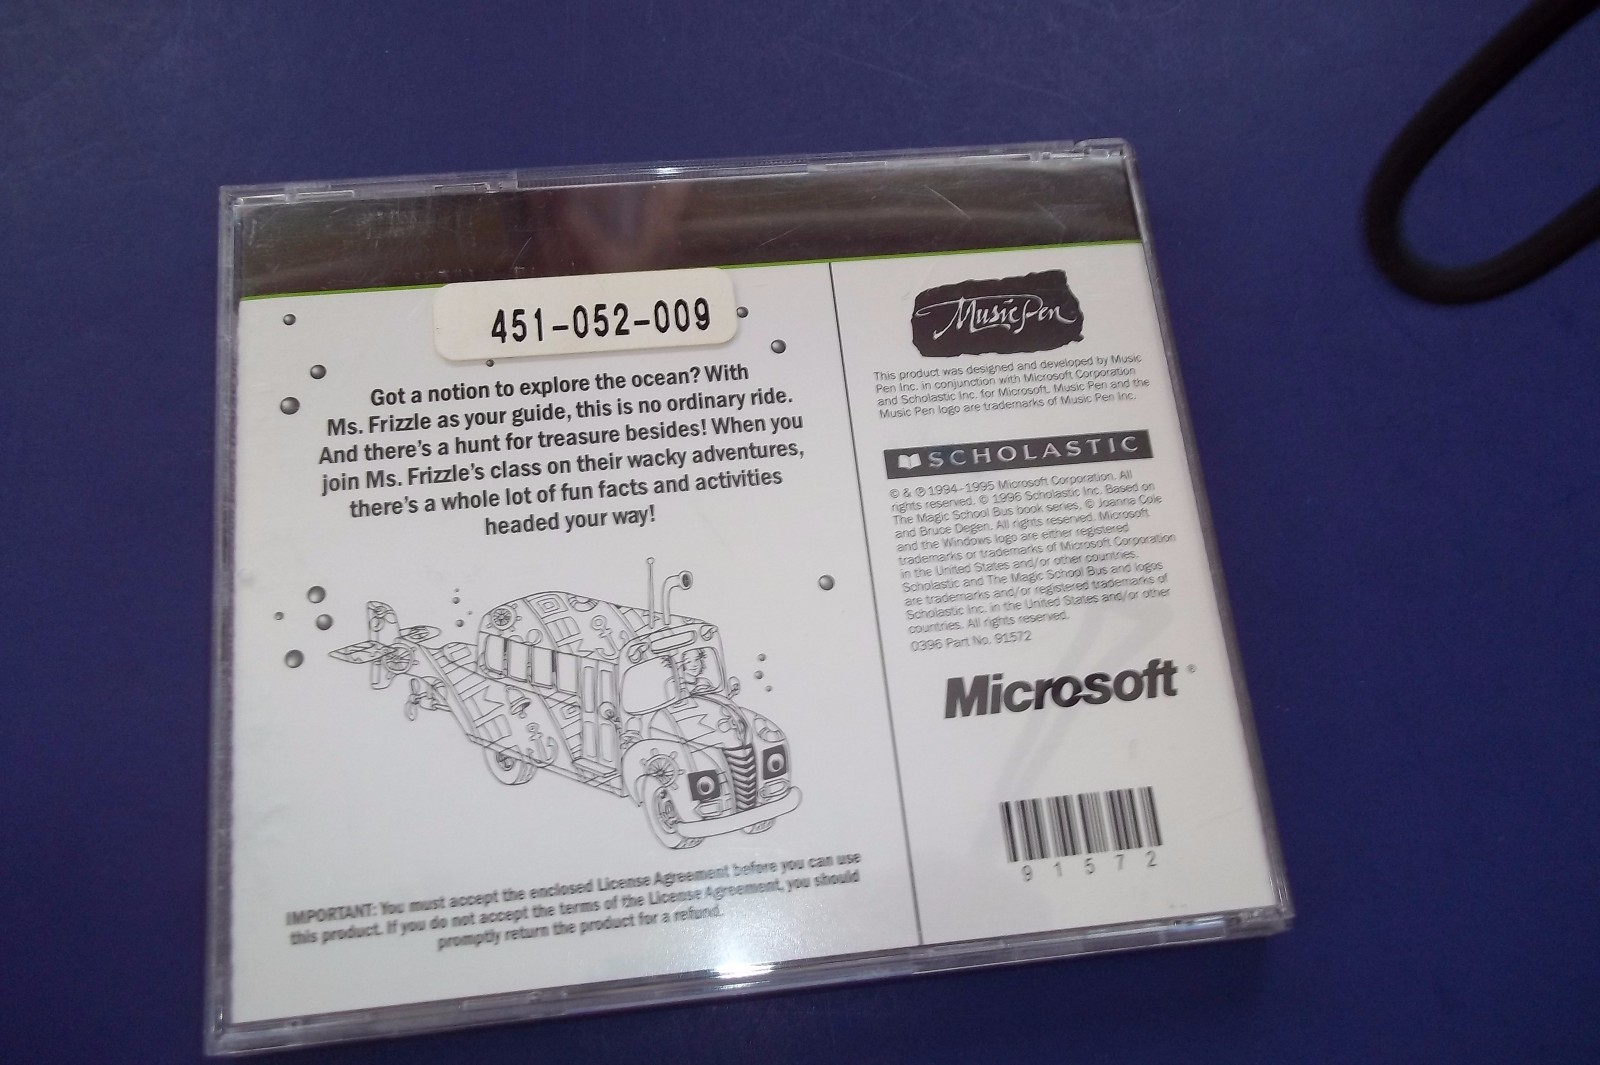 451-052-009
Got a notion to explore the ocean? With
Ms. Frizzle as your guide, this is no ordinary ride.
And there's a hunt for treasure besides! When you
join Ms. Frizzle's class on their wacky adventures,
there's a whole lot of fun facts and activities
headed your way!
IMPORTANT: You must accept the enclosed License Agreement before you can use
this product. If you do not accept the terms of the License Agreement, you should
promptly return the product for a refund.
Music Pen
This product was designed and developed by Music
Pen Inc. in conjunction with Microsoft Corporation
and Scholastic Inc. for Microsoft. Music Pen and the
Music Pen logo are trademarks of Music Pen Inc.
SCHOLASTIC
© & ℗ 1994-1995 Microsoft Corporation. All
rights reserved. © 1996 Scholastic Inc. Based on
The Magic School Bus book series, © Joanna Cole
and Bruce Degen. All rights reserved. Microsoft
and the Windows logo are either registered
trademarks or trademarks of Microsoft Corporation
in the United States and/or other countries.
Scholastic and The Magic School Bus and logos
are trademarks and/or registered trademarks of
Scholastic Inc. in the United States and/or other
countries. All rights reserved.
0396 Part No. 91572
Microsoft®
91572